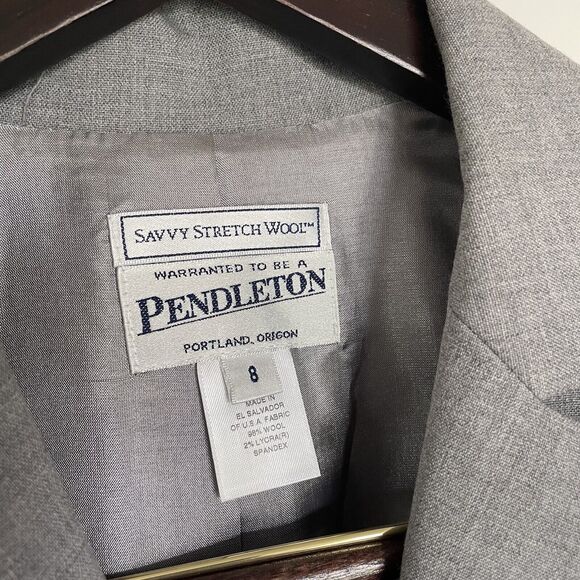 SAVVY STRETCH WOOL™
WARRANTED TO BE A
PENDLETON
PORTLAND, OREGON
8
MADE IN
EL SALVADOR
OF U.S.A. FABRIC
98% WOOL
2% LYCRA(R)
SPANDEX